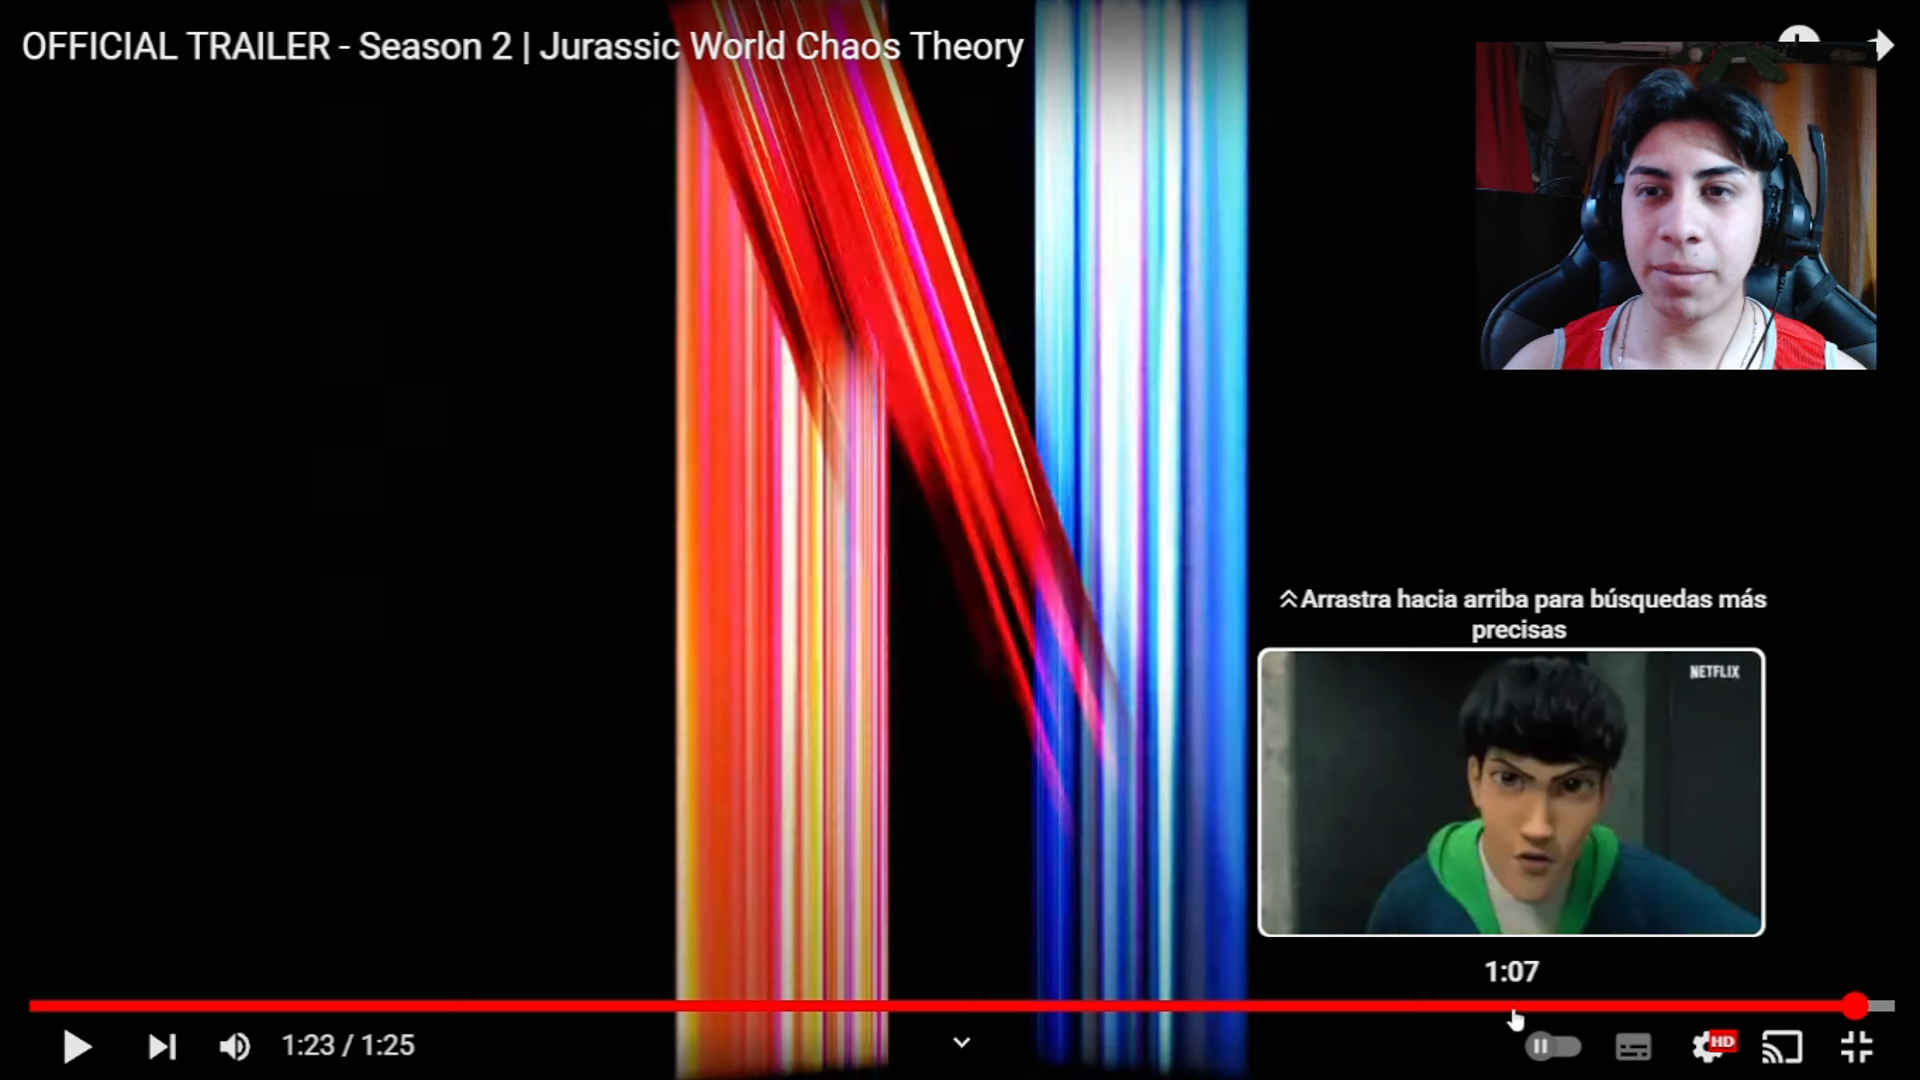 OFFICIAL TRAILER - Season 2 | Jurassic World Chaos Theory
Arrastra hacia arriba para búsquedas más
precisas
NETFLIX
1:07
1:23 / 1:25
HD